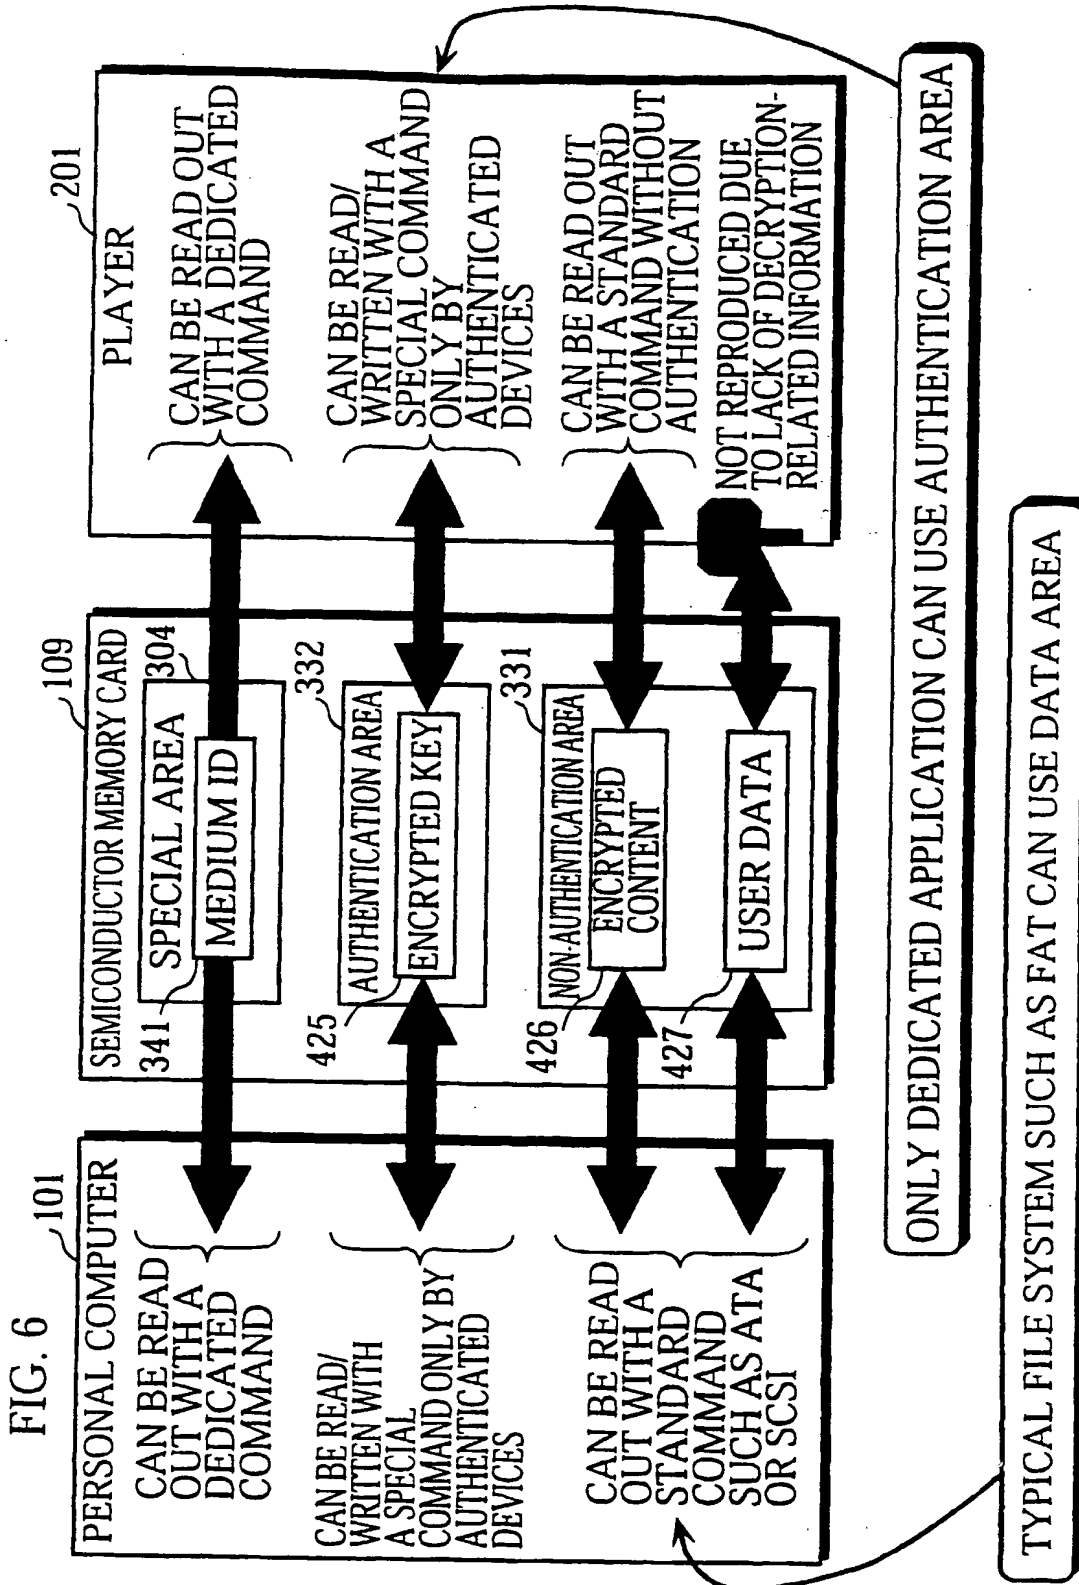 FIG. 6
101
PERSONAL COMPUTER
CAN BE READ
OUT WITH A
DEDICATED
COMMAND
CAN BE READ/
WRITTEN WITH
A SPECIAL
COMMAND ONLY BY
AUTHENTICATED
DEVICES
CAN BE READ
OUT WITH A
STANDARD
COMMAND
SUCH AS ATA
OR SCSI
109
SEMICONDUCTOR MEMORY CARD
304
SPECIAL AREA
341
MEDIUM ID
332
AUTHENTICATION AREA
425
ENCRYPTED KEY
331
NON-AUTHENTICATION AREA
426
ENCRYPTED
CONTENT
427
USER DATA
201
PLAYER
CAN BE READ OUT
WITH A DEDICATED
COMMAND
CAN BE READ/
WRITTEN WITH A
SPECIAL COMMAND
ONLY BY
AUTHENTICATED
DEVICES
CAN BE READ OUT
WITH A STANDARD
COMMAND WITHOUT
AUTHENTICATION
NOT REPRODUCED DUE
TO LACK OF DECRYPTION-
RELATED INFORMATION
ONLY DEDICATED APPLICATION CAN USE AUTHENTICATION AREA
TYPICAL FILE SYSTEM SUCH AS FAT CAN USE DATA AREA